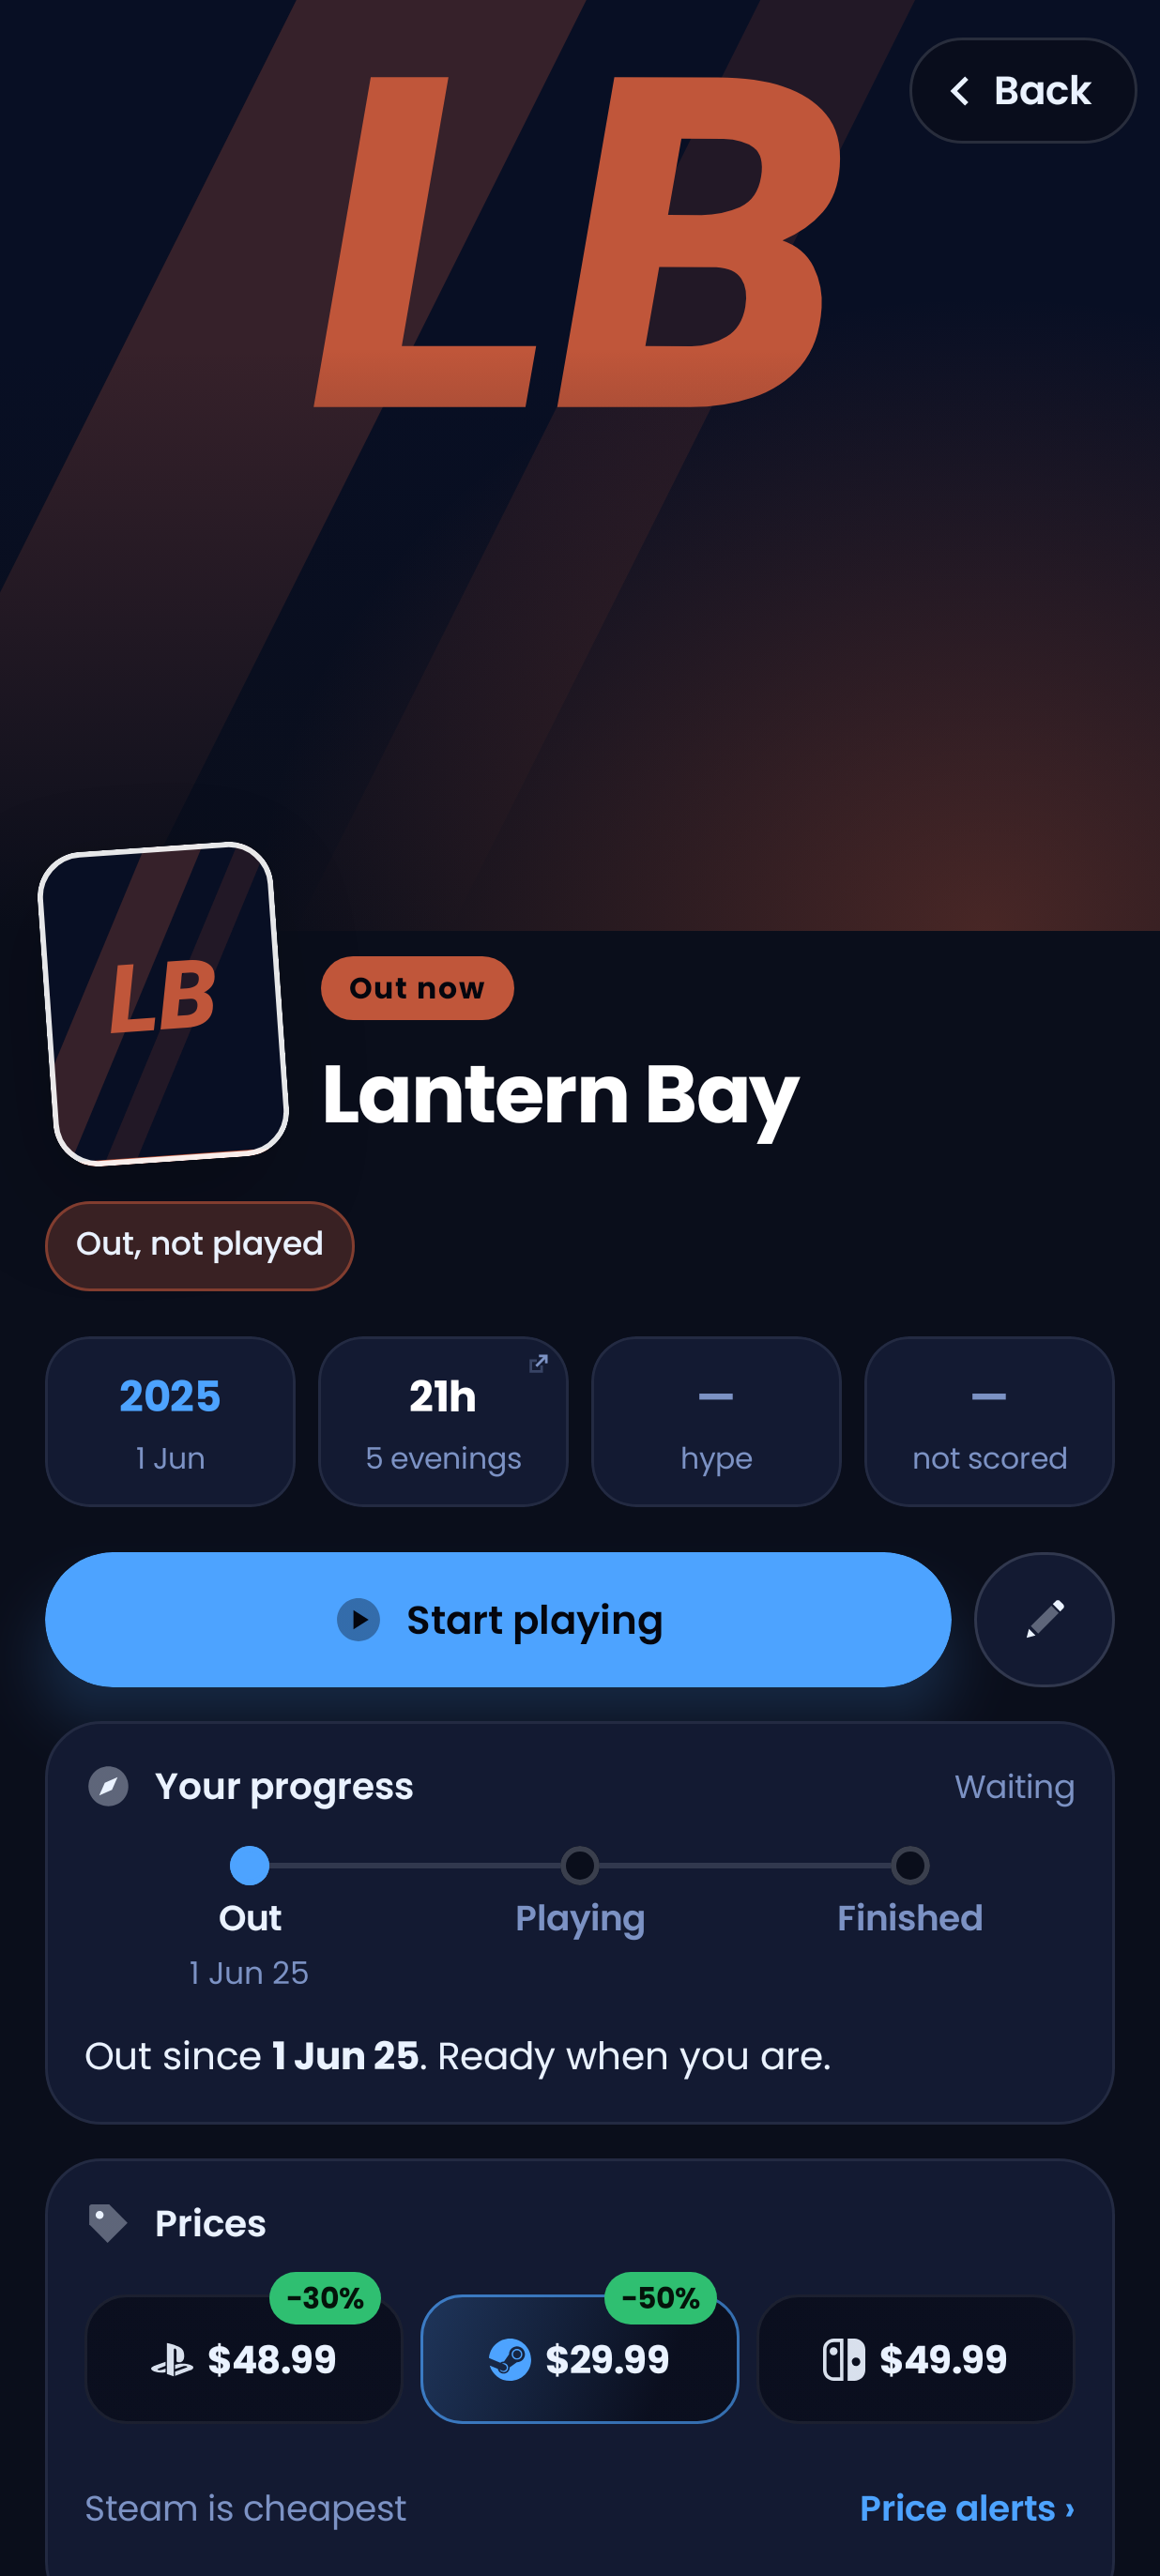 LB
Back
LB
Out now
Lantern Bay
Out, not played
2025
1 Jun
21h
5 evenings
—
hype
—
not scored
Start playing
Your progress
Waiting
Out
Playing
Finished
1 Jun 25
Out since 1 Jun 25. Ready when you are.
Prices
-30%
$48.99
-50%
$29.99
$49.99
Steam is cheapest
Price alerts ›